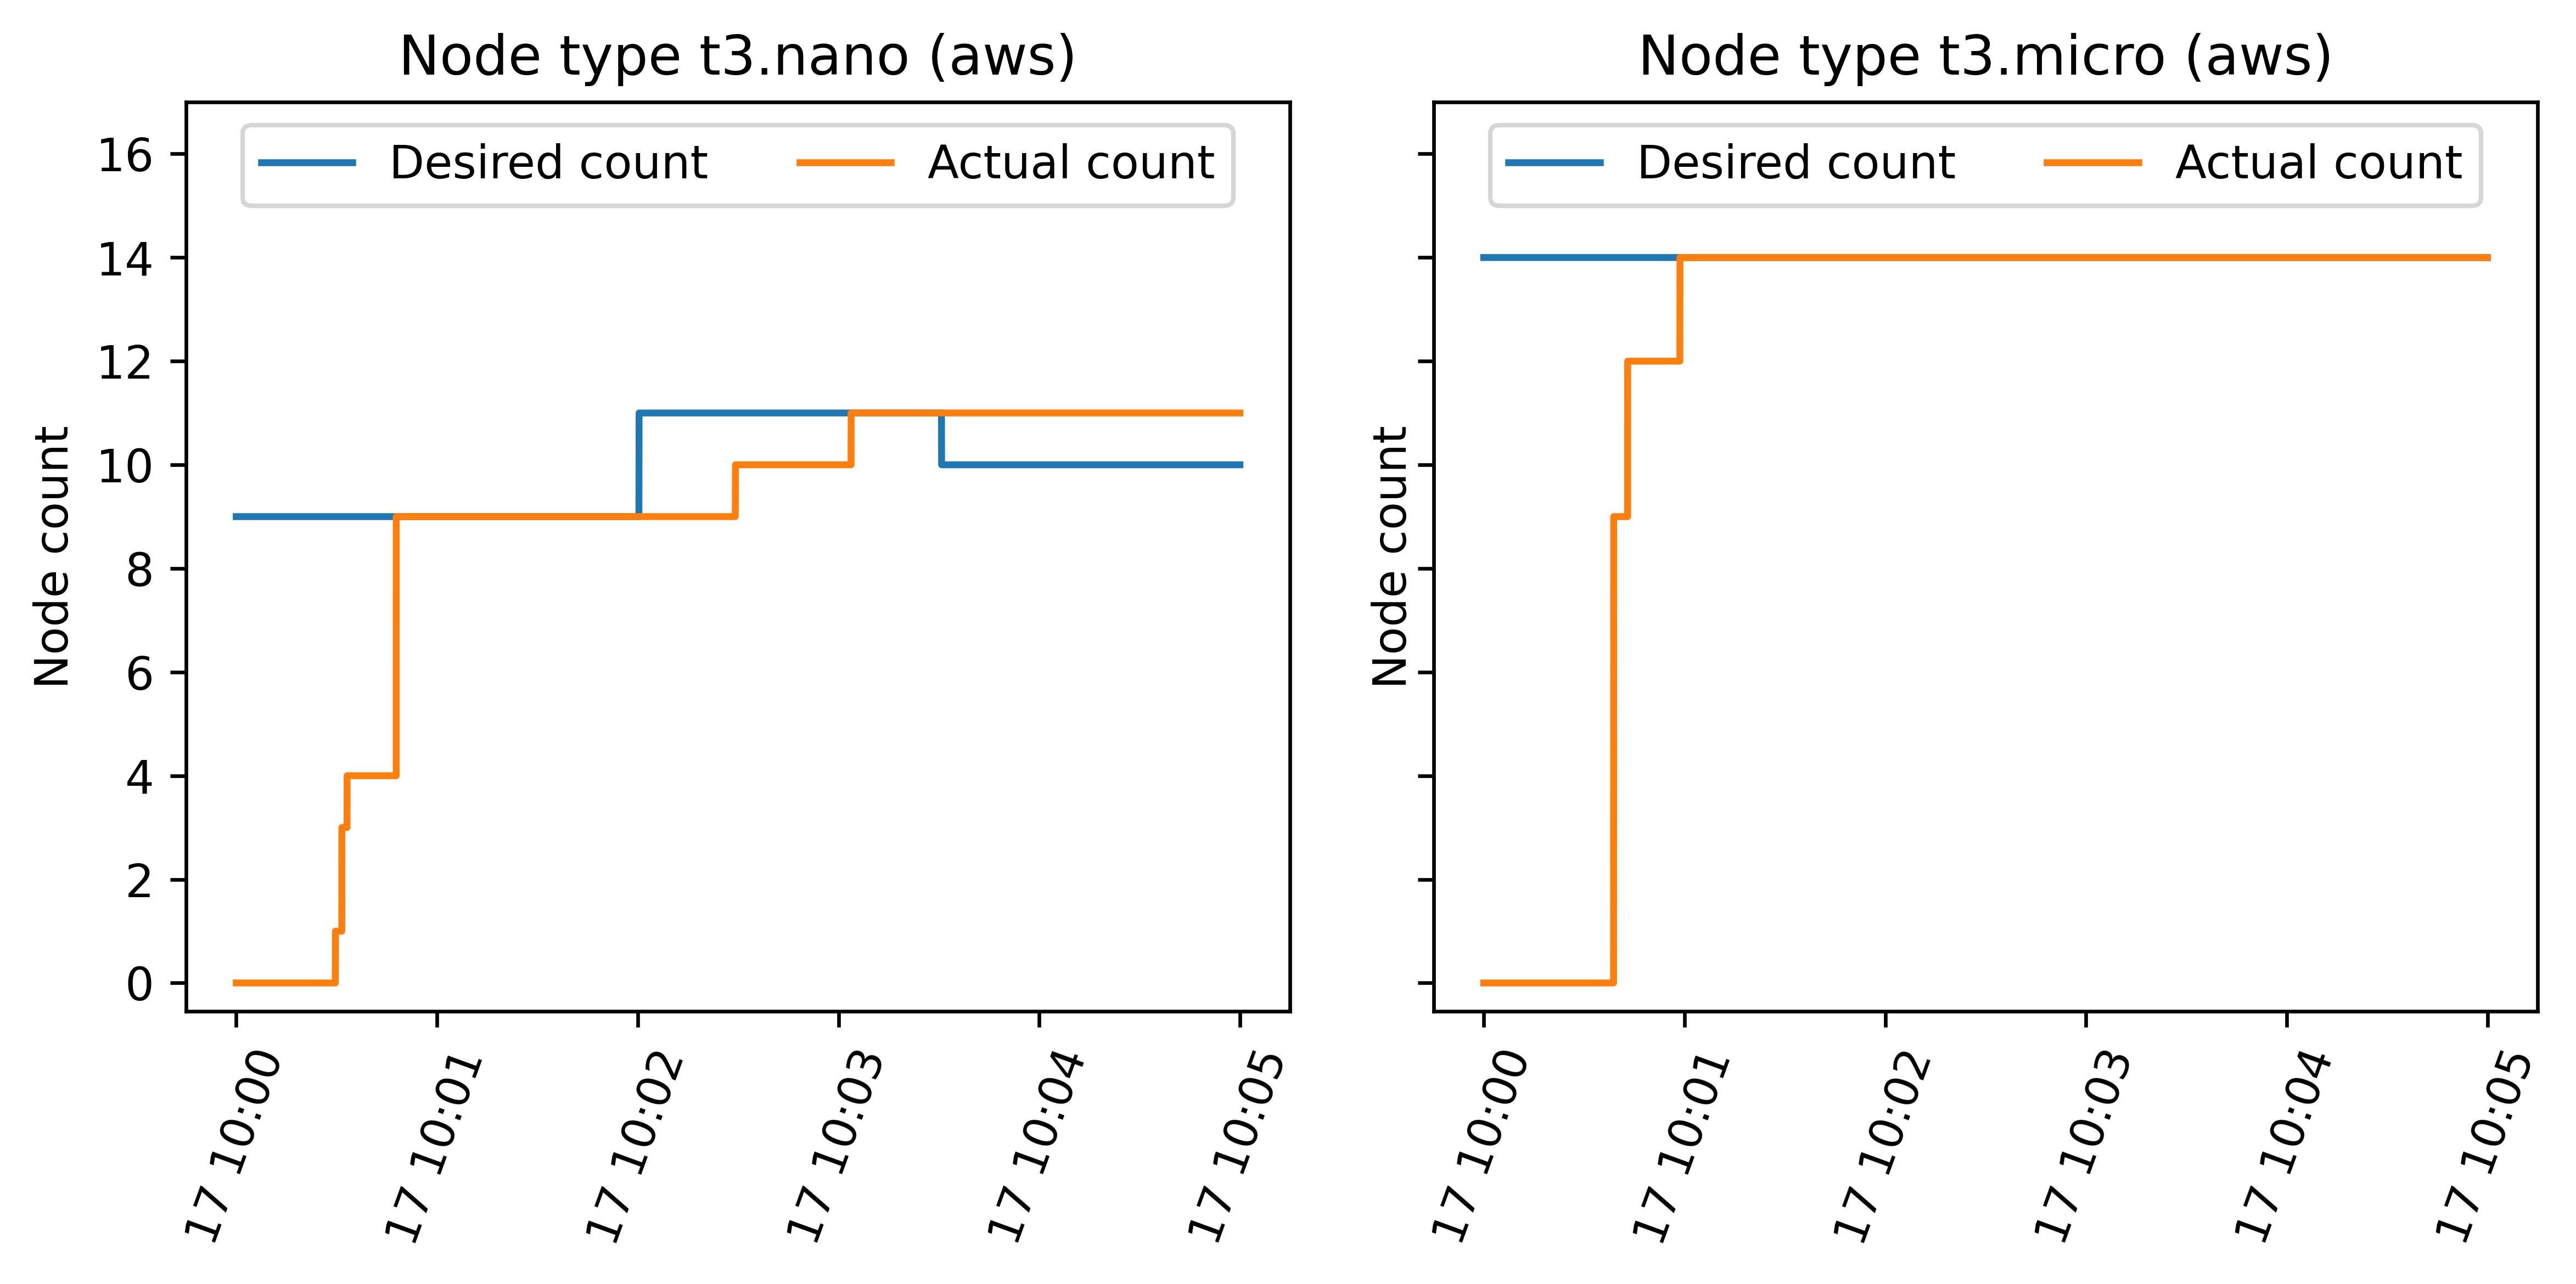 Node type t3.nano (aws)
Desired count
Actual count
Node count
16
14
12
10
8
6
4
2
0
17 10:00
17 10:01
17 10:02
17 10:03
17 10:04
17 10:05
Node type t3.micro (aws)
Desired count
Actual count
Node count
17 10:00
17 10:01
17 10:02
17 10:03
17 10:04
17 10:05